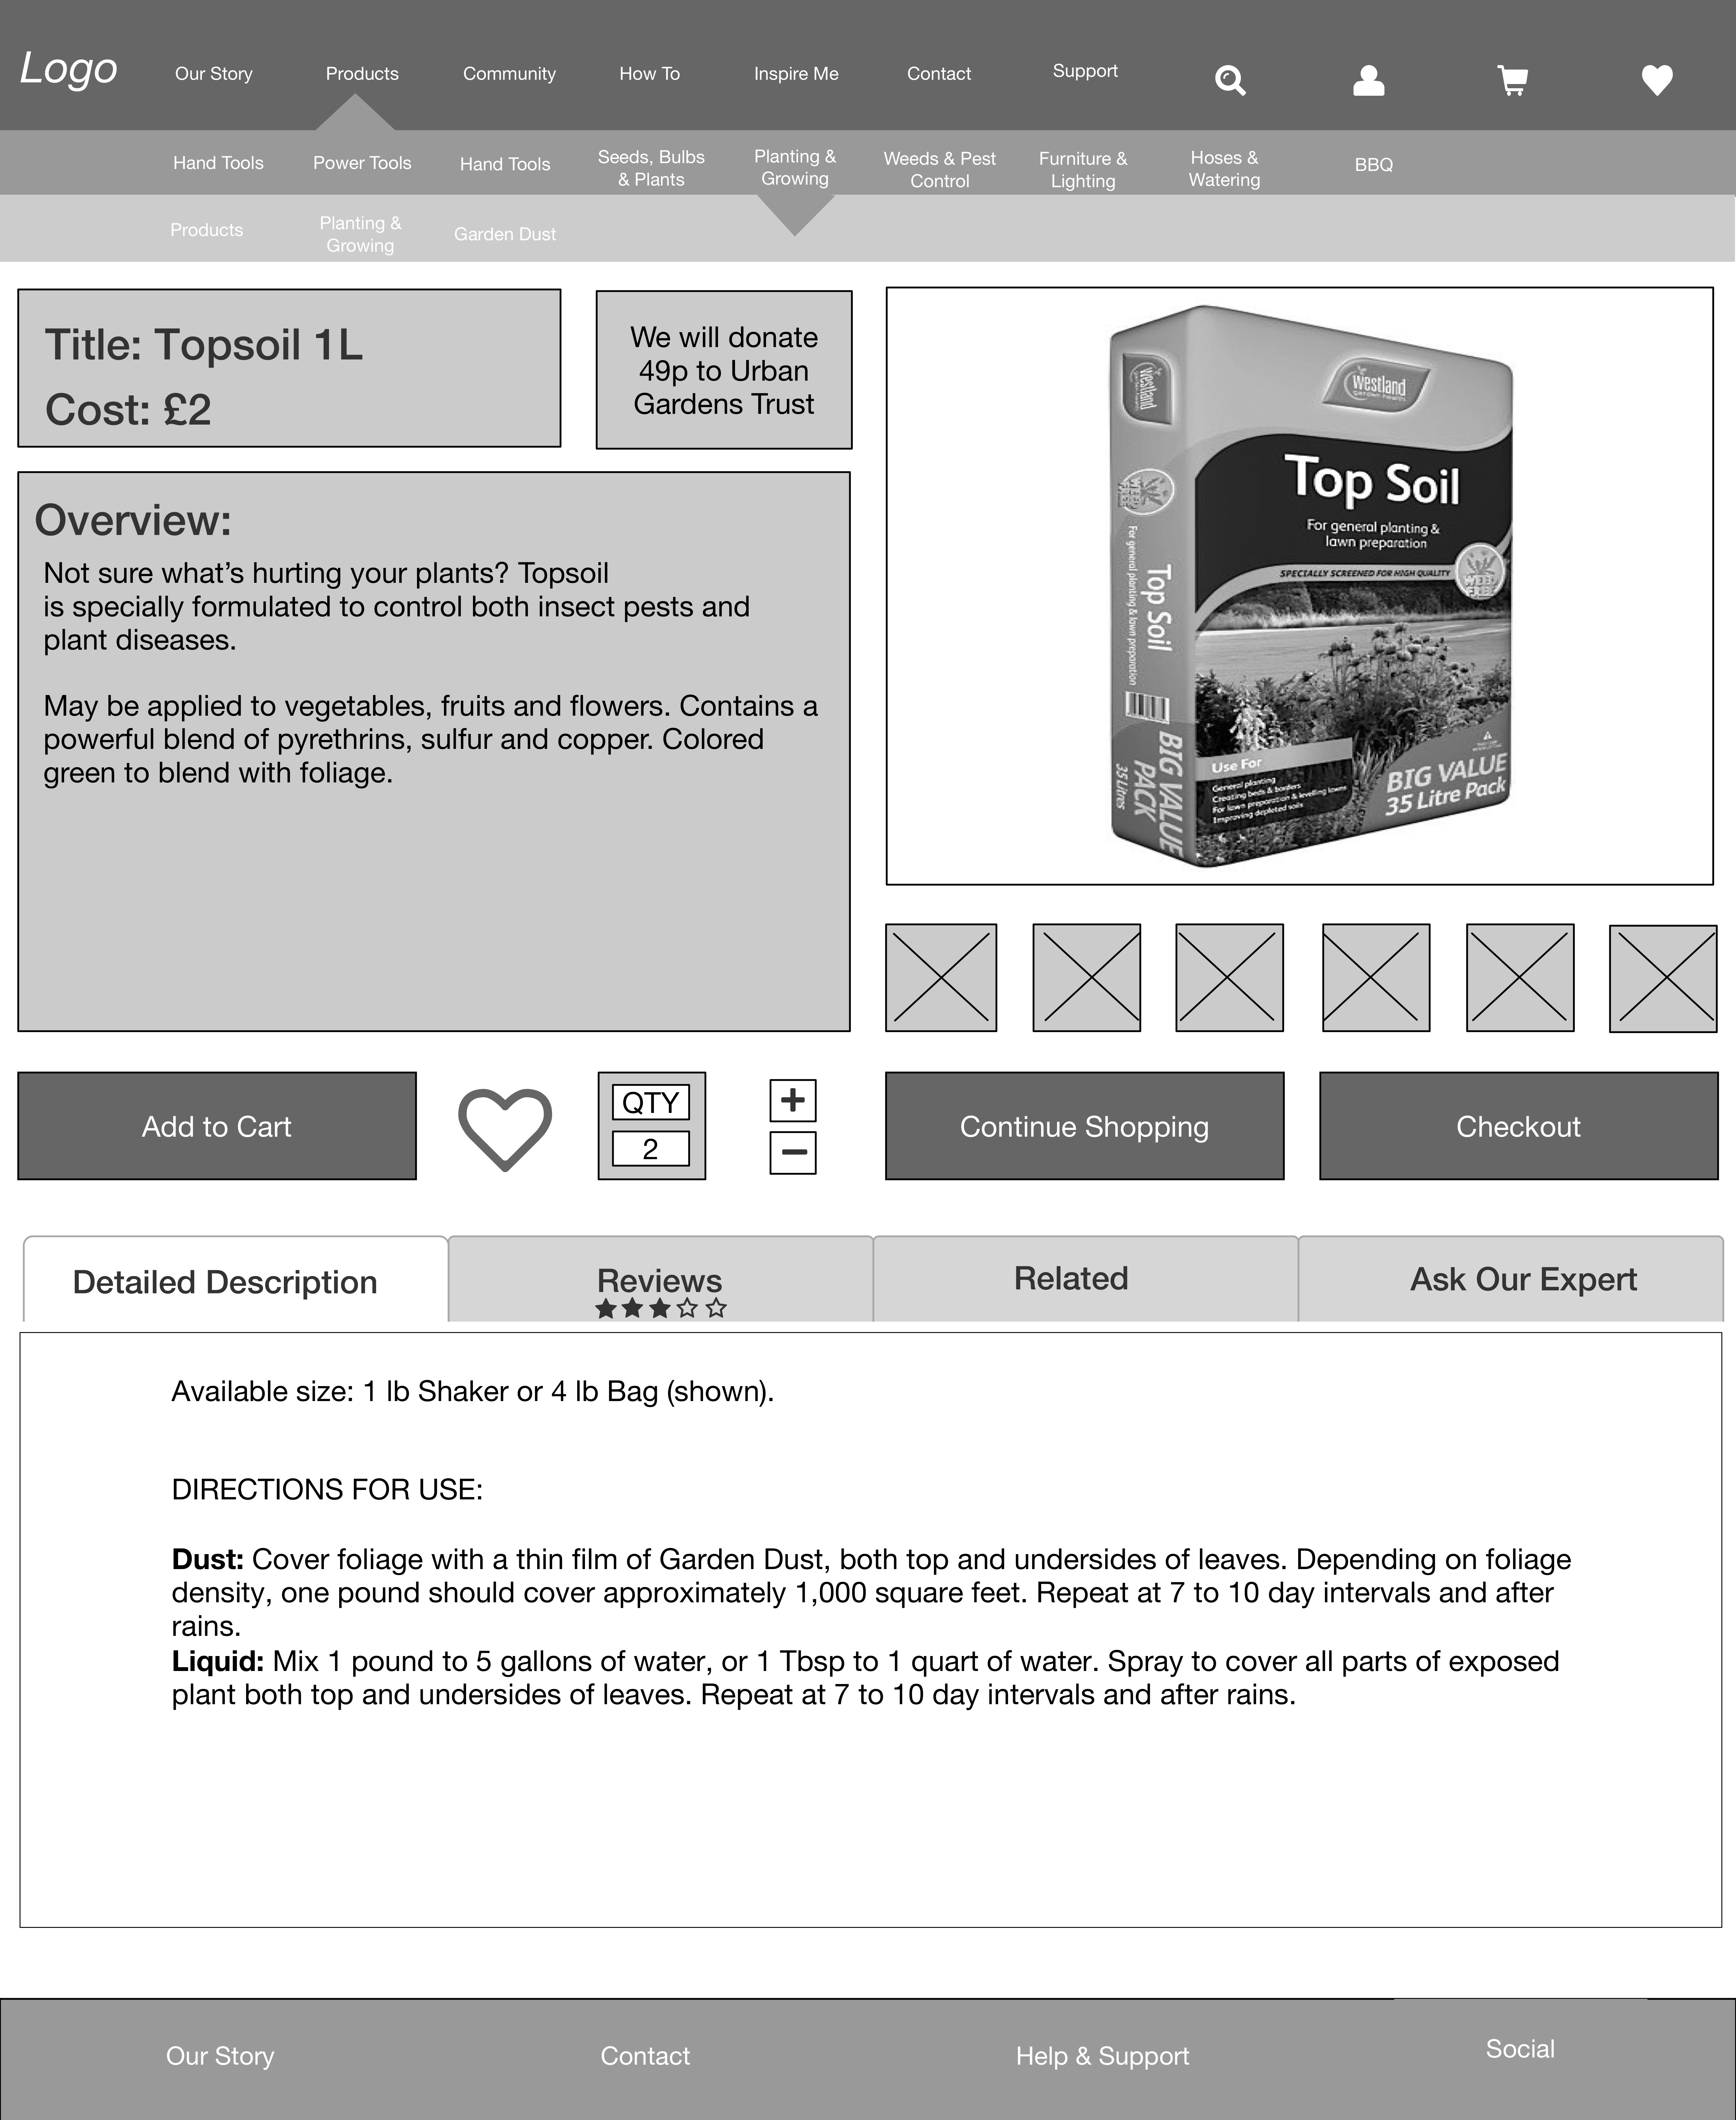 Logo
Our Story
Products
Community
How To
Inspire Me
Contact
Support
Hand Tools
Power Tools
Hand Tools
Seeds, Bulbs
& Plants
Planting &
Growing
Weeds & Pest
Control
Furniture &
Lighting
Hoses &
Watering
BBQ
Products
Planting &
Growing
Garden Dust
Title: Topsoil 1L
Cost: £2
We will donate
49p to Urban
Gardens Trust
Overview:
Not sure what’s hurting your plants? Topsoil
is specially formulated to control both insect pests and
plant diseases.
May be applied to vegetables, fruits and flowers. Contains a
powerful blend of pyrethrins, sulfur and copper. Colored
green to blend with foliage.
Westland
Westland
garden health
Top Soil
For general planting &
lawn preparation
SPECIALLY SCREENED FOR HIGH QUALITY
WEED
FREE
Top Soil
For general planting & lawn preparation
BIG VALUE
PACK
35 Litres
Use For
General planting
Creating beds & borders
For lawn preparation & levelling lawns
Improving depleted soils
BIG VALUE
35 Litre Pack
Add to Cart
QTY
2
Continue Shopping
Checkout
Detailed Description
Reviews
Related
Ask Our Expert
Available size: 1 lb Shaker or 4 lb Bag (shown).
DIRECTIONS FOR USE:
Dust: Cover foliage with a thin film of Garden Dust, both top and undersides of leaves. Depending on foliage
density, one pound should cover approximately 1,000 square feet. Repeat at 7 to 10 day intervals and after
rains.
Liquid: Mix 1 pound to 5 gallons of water, or 1 Tbsp to 1 quart of water. Spray to cover all parts of exposed
plant both top and undersides of leaves. Repeat at 7 to 10 day intervals and after rains.
Our Story
Contact
Help & Support
Social